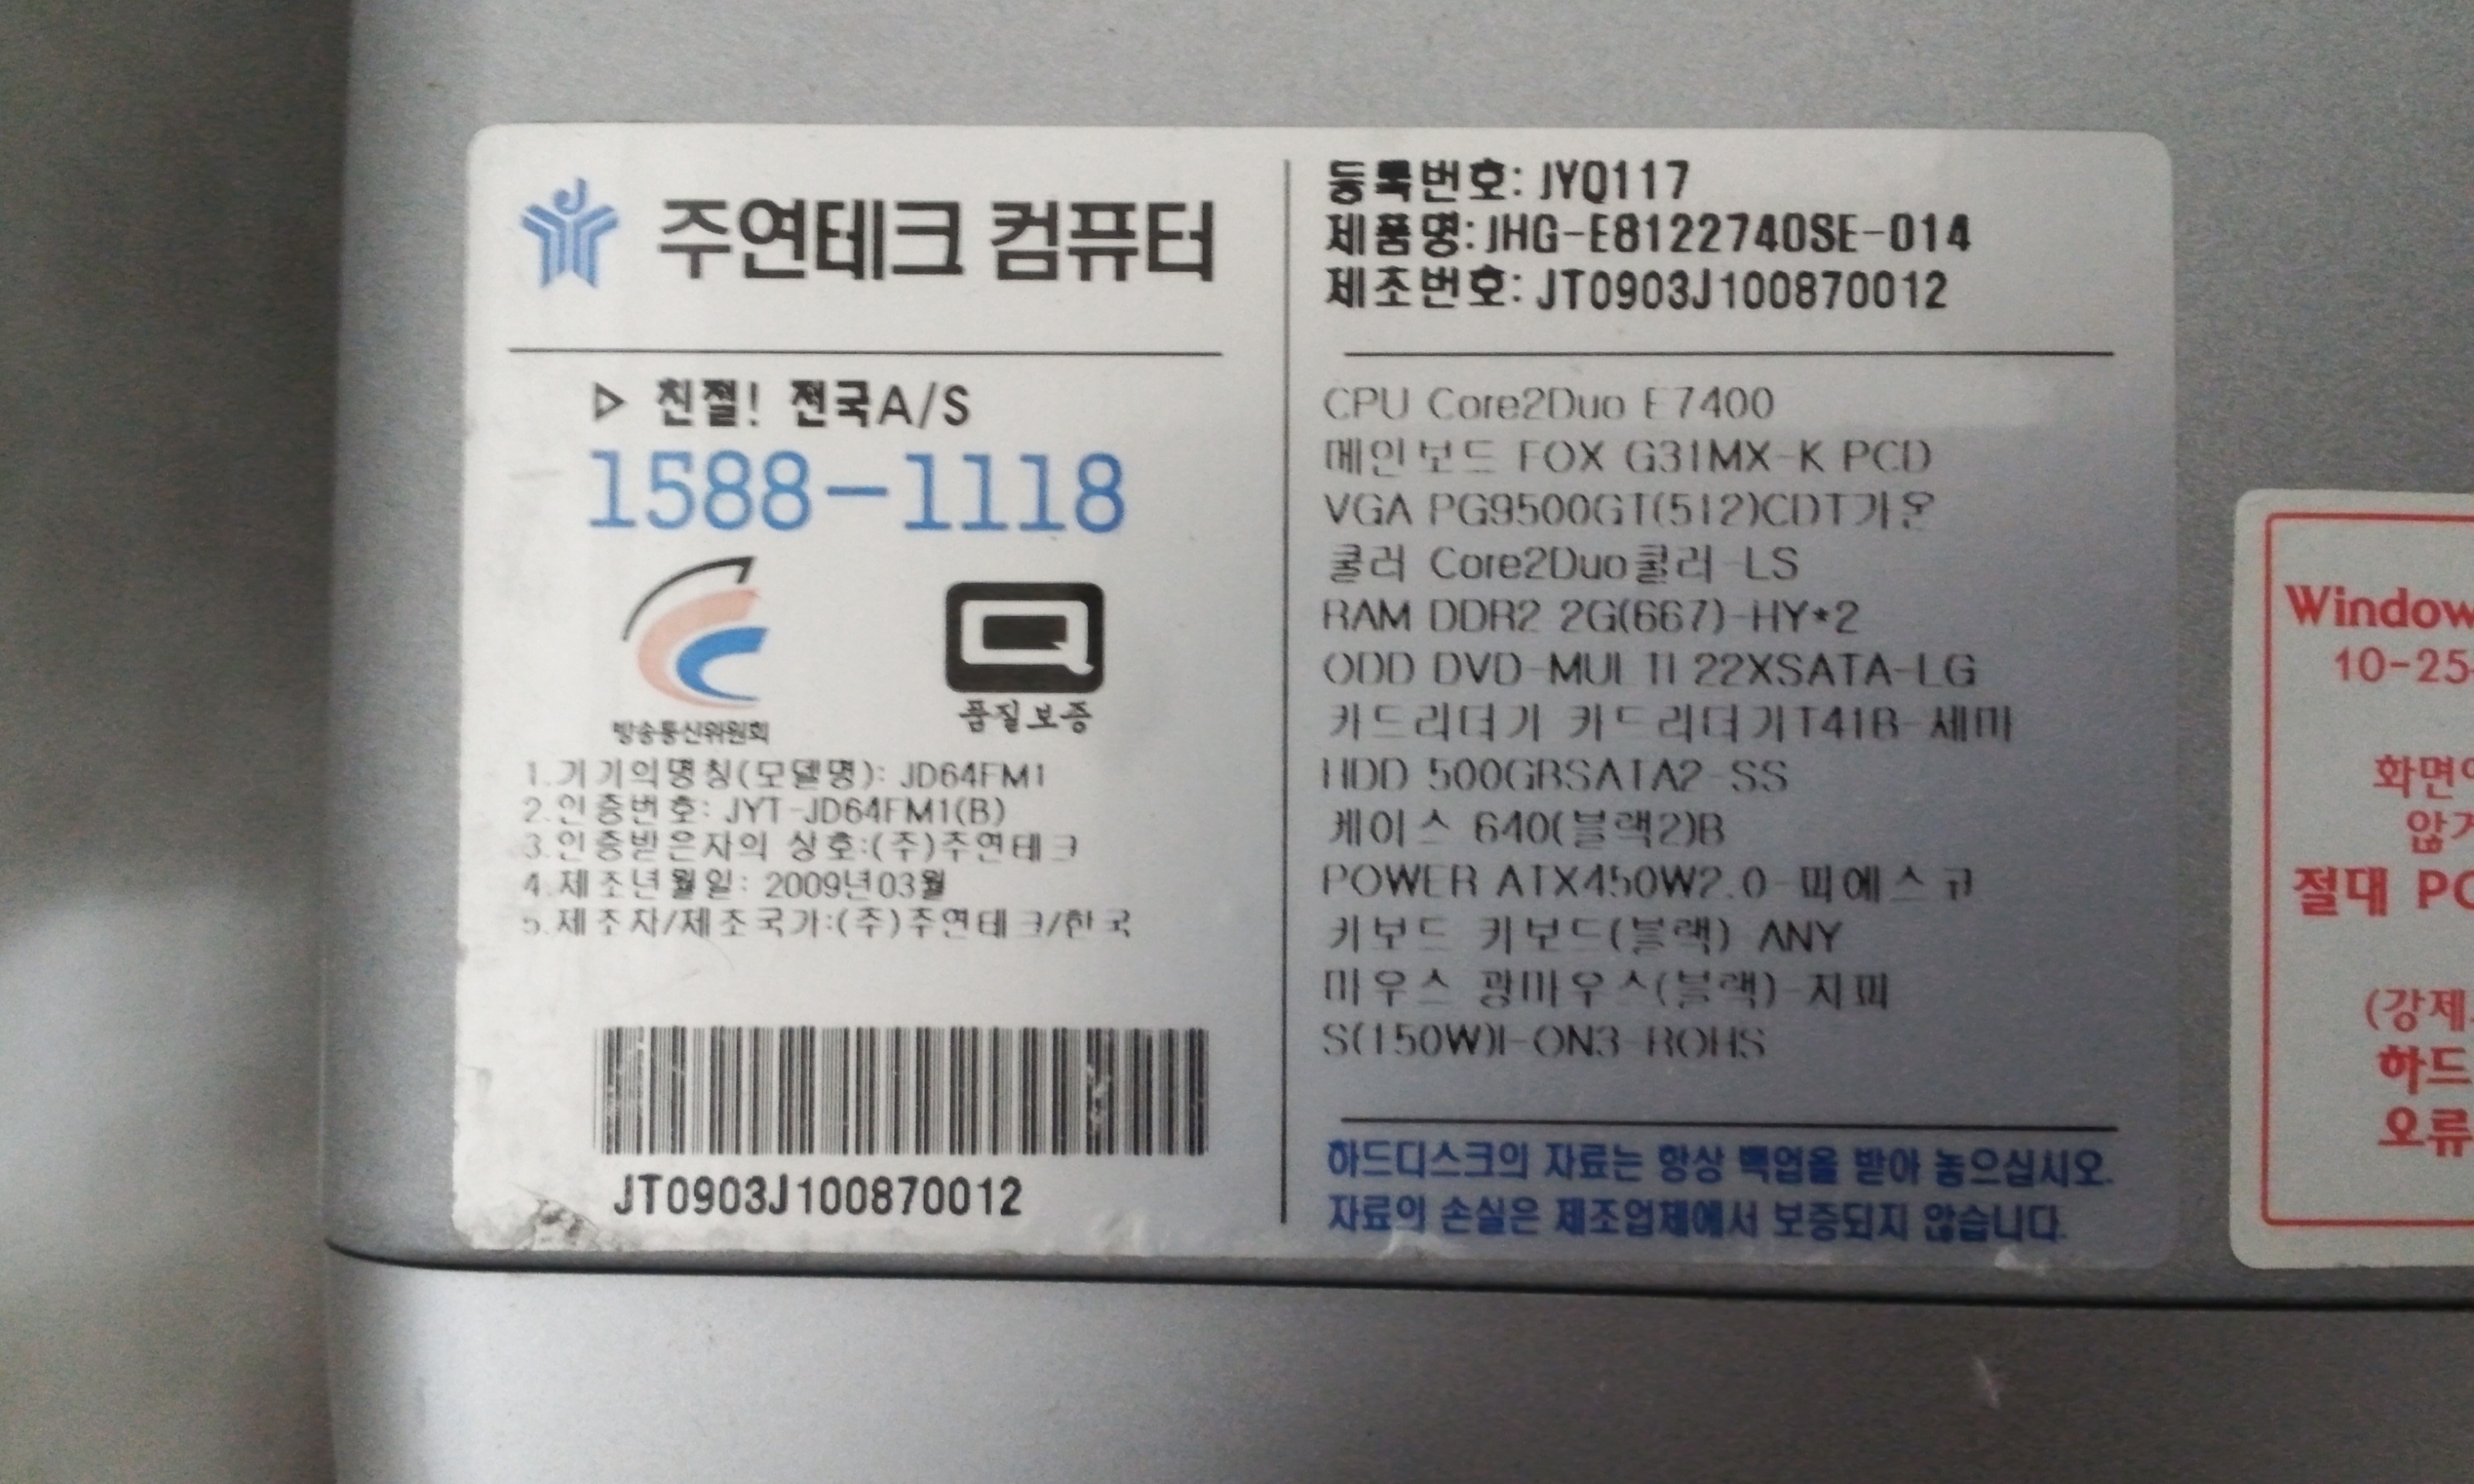 주연테크 컴퓨터
▷ 친절! 전국A/S
1588-1118
방송통신위원회
품질보증
1.기기의명칭(모델명): JD64FM1
2.인증번호: JYT-JD64FM1(B)
3.인증받은자의 상호:(주)주연테크
4.제조년월일: 2009년03월
5.제조자/제조국가:(주)주연테크/한국
JT0903J100870012
등록번호: JYQ117
제품명:JHG-E8122740SE-014
제조번호: JT0903J100870012
CPU Core2Duo E7400
메인보드 FOX G31MX-K PCD
VGA PG9500GT(512)CDT가온
쿨러 Core2Duo쿨러-LS
RAM DDR2 2G(667)-HY*2
ODD DVD-MULTI 22XSATA-LG
카드리더기 카드리더기T41B-세마
HDD 500GBSATA2-SS
케이스 640(블랙2)B
POWER ATX450W2.0-파에스코
키보드 키보드(블랙) ANY
마우스 광마우스(블랙)-지피
S(150W)I-ON3-ROHS
하드디스크의 자료는 항상 백업을 받아 놓으십시오.
자료의 손실은 제조업체에서 보증되지 않습니다.
Window
10-25-
화면
않거
절대 PC
(강제
하드
오류